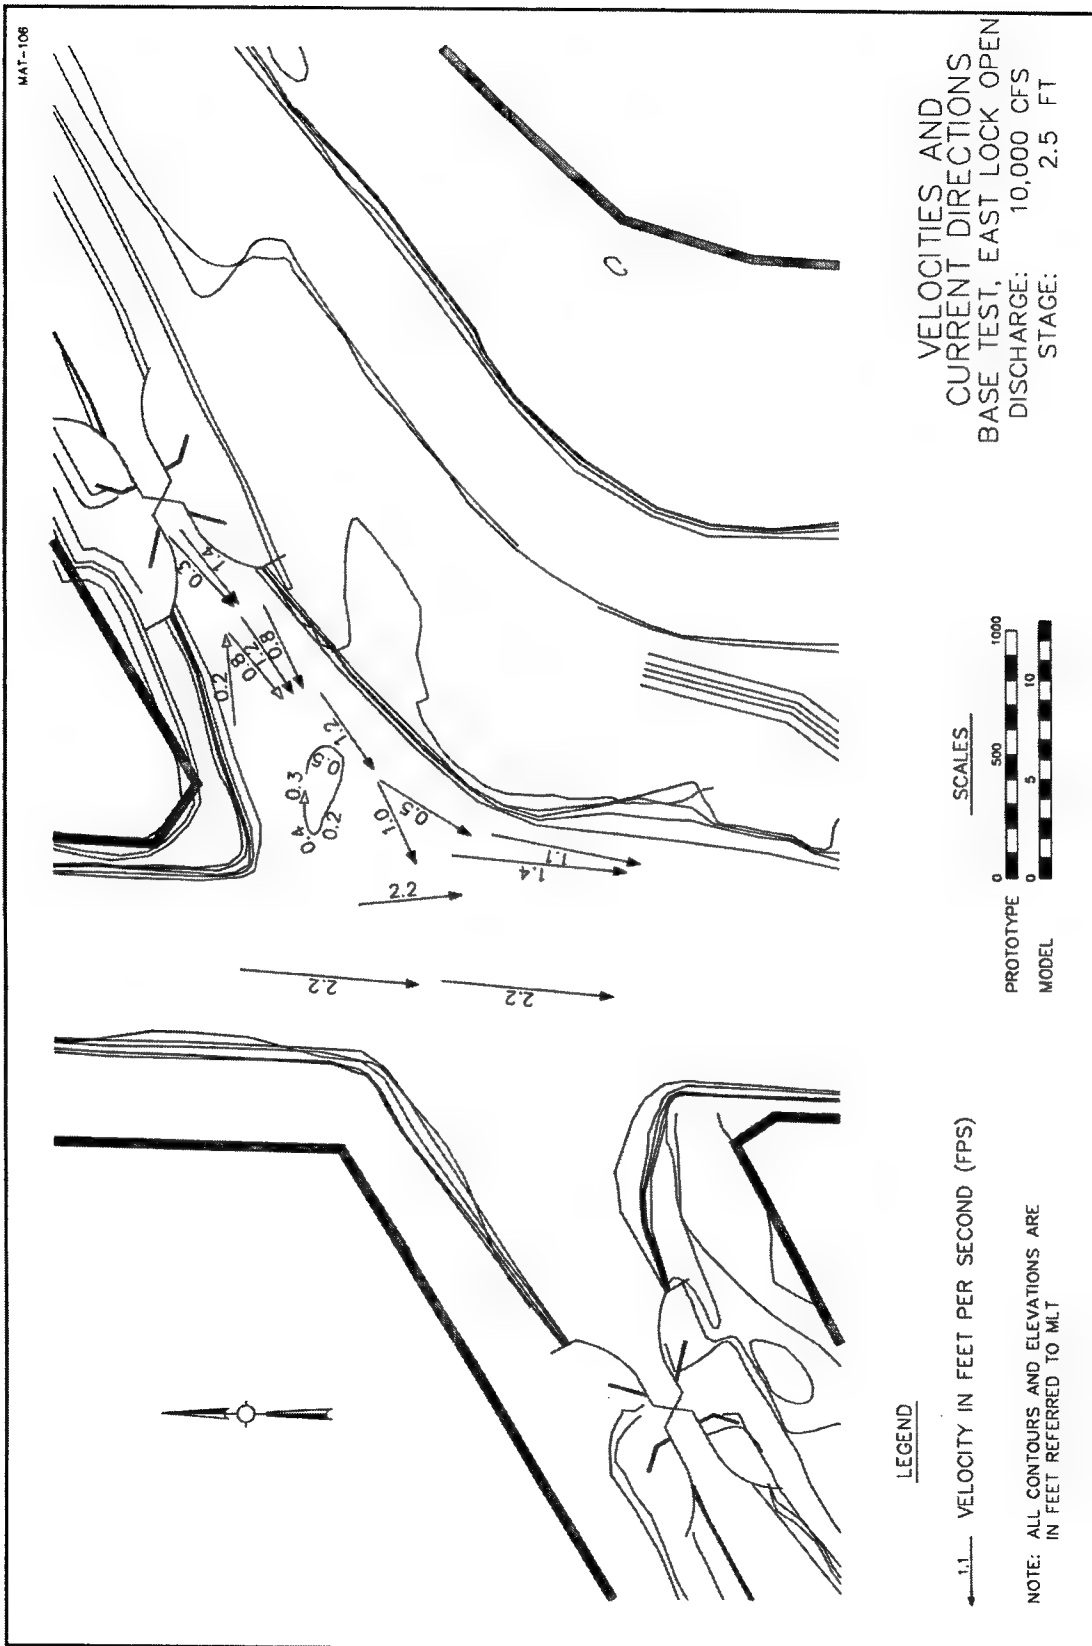 MAT-106
0.3
1.4
0.2
0.8
1.2
0.8
1.2
0.4
0.3
0.5
0.2
1.0
0.5
2.2
1.4
1.1
2.2
2.2
VELOCITIES AND
CURRENT DIRECTIONS
BASE TEST, EAST LOCK OPEN
DISCHARGE: 10,000 CFS
STAGE: 2.5 FT
SCALES
PROTOTYPE 0 500 1000
MODEL 0 5 10
LEGEND
1.1 VELOCITY IN FEET PER SECOND (FPS)
NOTE: ALL CONTOURS AND ELEVATIONS ARE
IN FEET REFERRED TO MLT